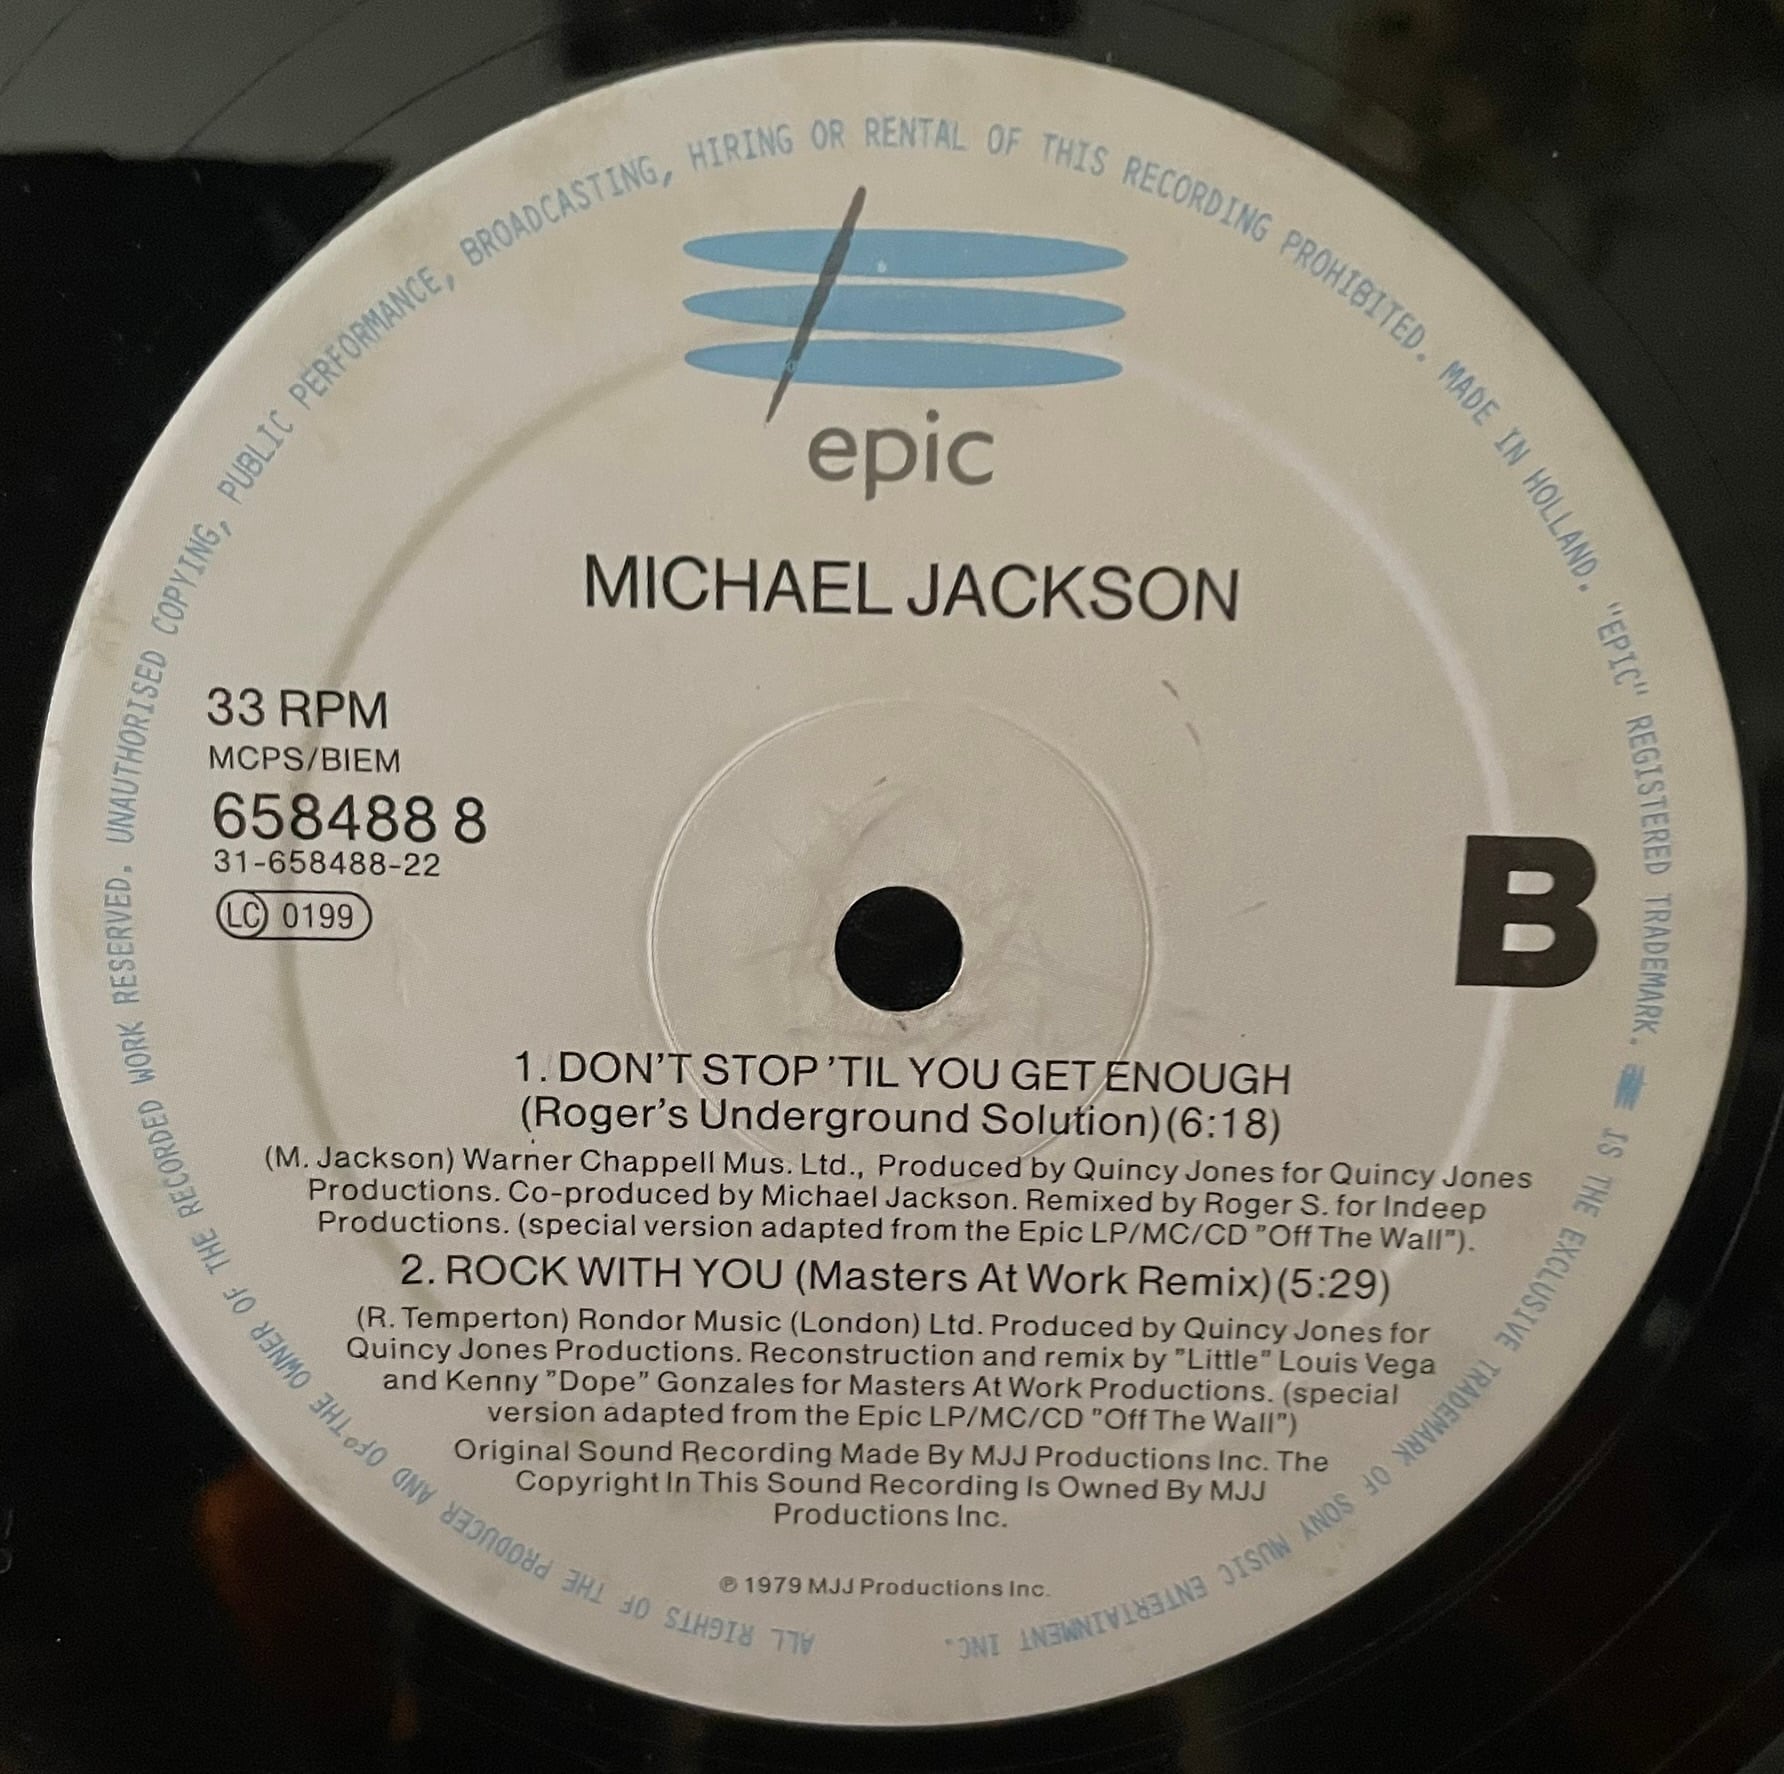 ALL RIGHTS OF THE PRODUCER AND OF THE OWNER OF THE RECORDED WORK RESERVED. UNAUTHORISED COPYING, PUBLIC PERFORMANCE, BROADCASTING, HIRING OR RENTAL OF THIS RECORDING PROHIBITED. MADE IN HOLLAND. "EPIC" REGISTERED TRADEMARK. IS THE EXCLUSIVE TRADEMARK OF SONY MUSIC ENTERTAINMENT INC.
epic
MICHAEL JACKSON
33 RPM
MCPS/BIEM
658488 8
31-658488-22
LC 0199
B
1. DON'T STOP 'TIL YOU GET ENOUGH
(Roger's Underground Solution)(6:18)
(M. Jackson) Warner Chappell Mus. Ltd., Produced by Quincy Jones for Quincy Jones
Productions. Co-produced by Michael Jackson. Remixed by Roger S. for Indeep
Productions. (special version adapted from the Epic LP/MC/CD "Off The Wall").
2. ROCK WITH YOU (Masters At Work Remix)(5:29)
(R. Temperton) Rondor Music (London) Ltd. Produced by Quincy Jones for
Quincy Jones Productions. Reconstruction and remix by "Little" Louis Vega
and Kenny "Dope" Gonzales for Masters At Work Productions. (special
version adapted from the Epic LP/MC/CD "Off The Wall")
Original Sound Recording Made By MJJ Productions Inc. The
Copyright In This Sound Recording Is Owned By MJJ
Productions Inc.
℗ 1979 MJJ Productions Inc.